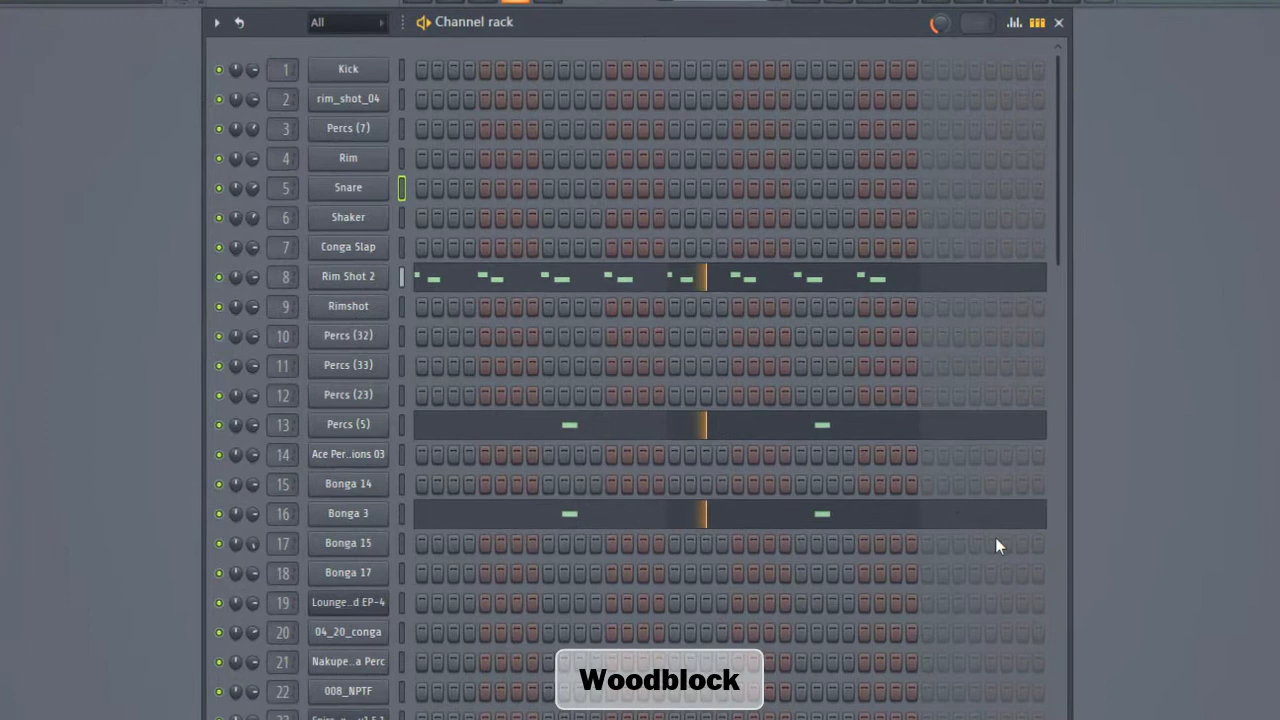 All
Channel rack
1 Kick
2 rim_shot_04
3 Percs (7)
4 Rim
5 Snare
6 Shaker
7 Conga Slap
8 Rim Shot 2
9 Rimshot
10 Percs (32)
11 Percs (33)
12 Percs (23)
13 Percs (5)
14 Ace Per..ions 03
15 Bonga 14
16 Bonga 3
17 Bonga 15
18 Bonga 17
19 Lounge..d EP-4
20 04_20_conga
21 Nakupe..a Perc
22 008_NPTF
Woodblock